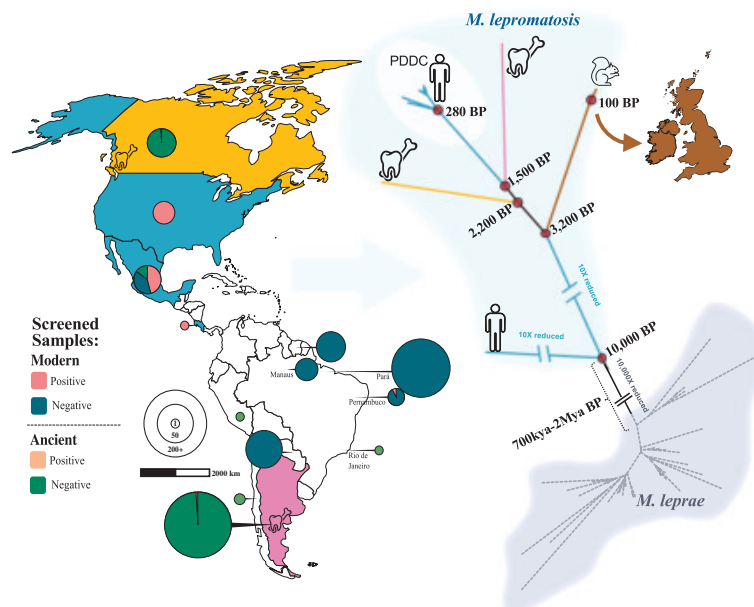 M. lepromatosis
PDDC
280 BP
100 BP
1,500 BP
2,200 BP
3,200 BP
10X reduced
10X reduced
10,000 BP
10,000X reduced
700kya-2Mya BP
M. leprae
Screened
Samples:
Modern
Positive
Negative
Ancient
Positive
Negative
1
50
200+
2000 km
Manaus
Pará
Pernambuco
Rio de
Janeiro